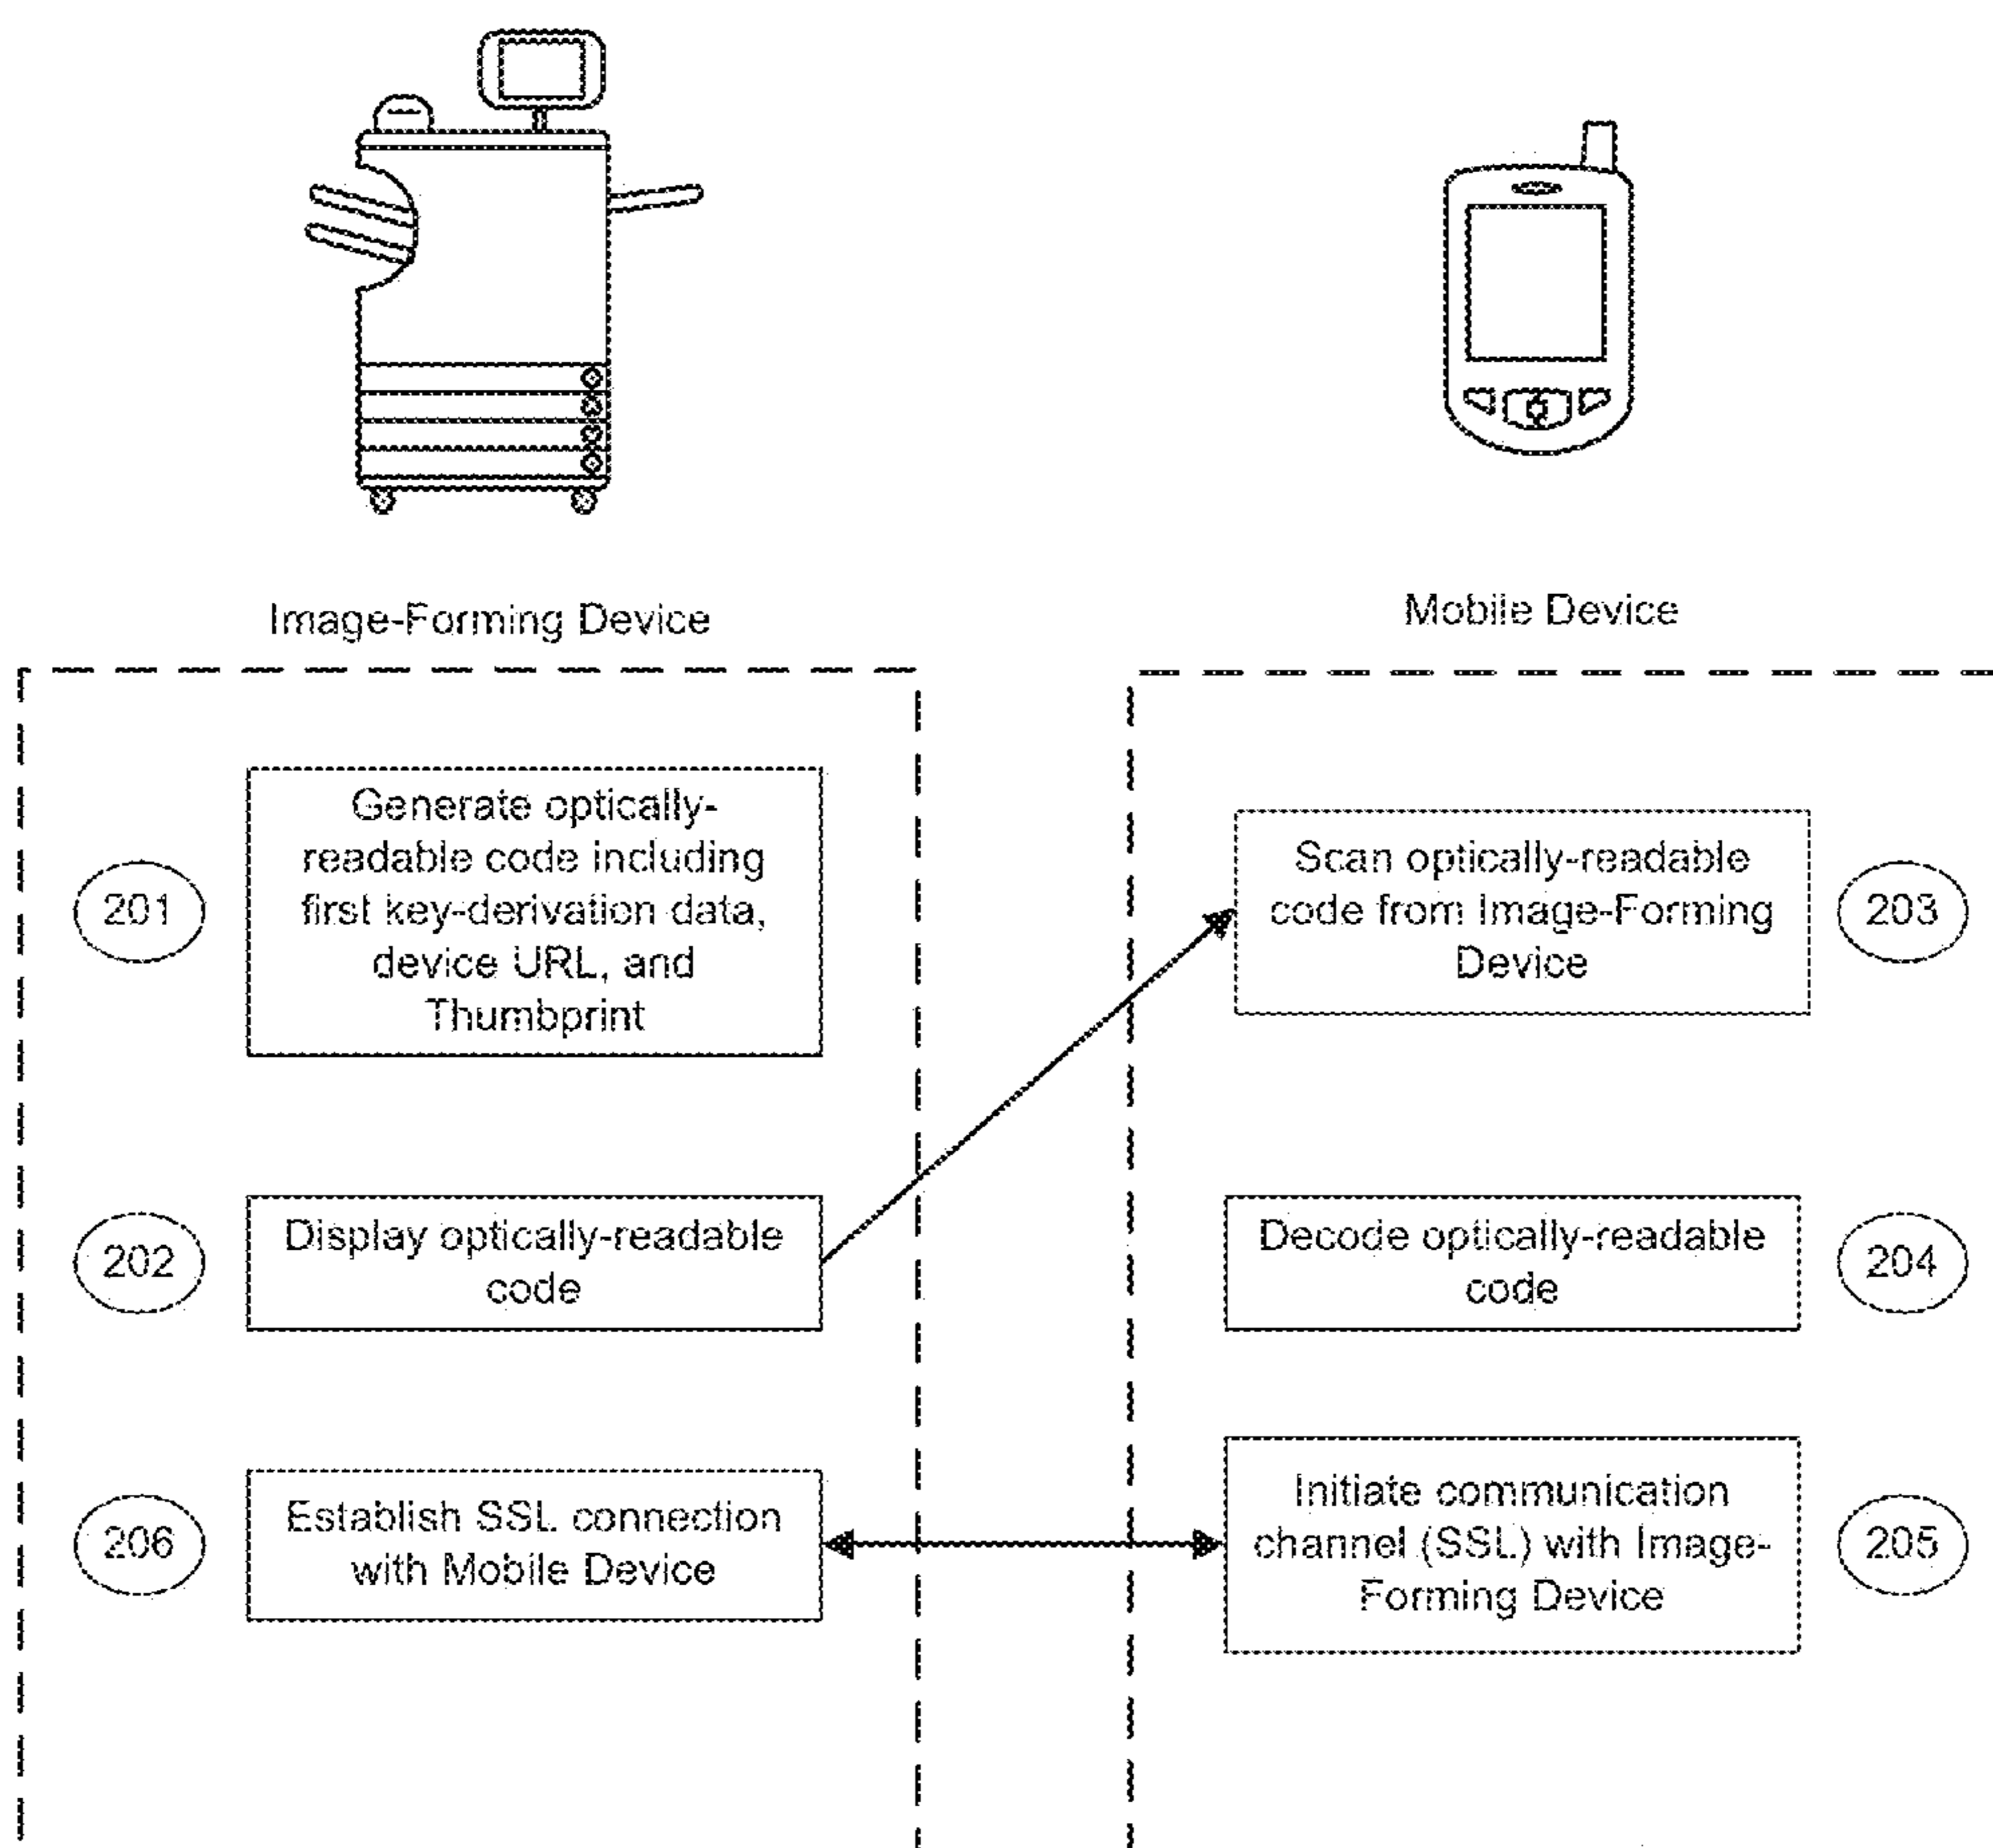 Image-Forming Device
Mobile Device
201
Generate optically-
readable code including
first key-derivation data,
device URL, and
Thumbprint
Scan optically-readable
code from Image-Forming
Device
203
202
Display optically-readable
code
Decode optically-readable
code
204
206
Establish SSL connection
with Mobile Device
Initiate communication
channel (SSL) with Image-
Forming Device
205